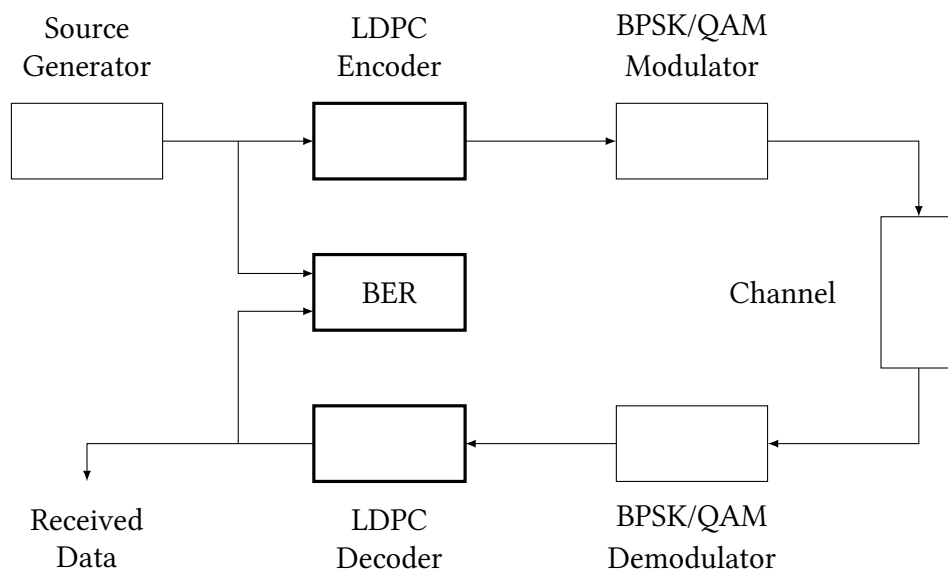 Source
Generator
LDPC
Encoder
BPSK/QAM
Modulator
BER
Channel
Received
Data
LDPC
Decoder
BPSK/QAM
Demodulator